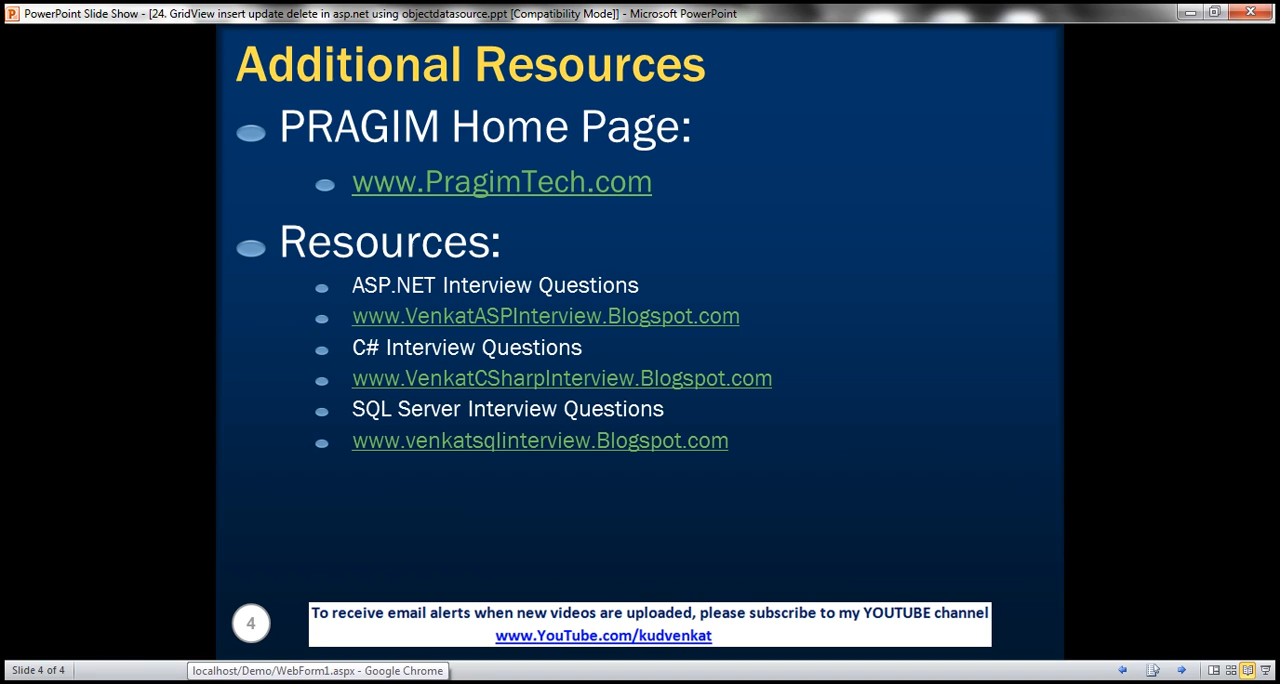 PowerPoint Slide Show - [24. GridView insert update delete in asp.net using objectdatasource.ppt [Compatibility Mode]] - Microsoft PowerPoint
Additional Resources
PRAGIM Home Page:
www.PragimTech.com
Resources:
ASP.NET Interview Questions
www.VenkatASPInterview.Blogspot.com
C# Interview Questions
www.VenkatCSharpInterview.Blogspot.com
SQL Server Interview Questions
www.venkatsqlinterview.Blogspot.com
4
To receive email alerts when new videos are uploaded, please subscribe to my YOUTUBE channel
www.YouTube.com/kudvenkat
Slide 4 of 4
localhost/Demo/WebForm1.aspx - Google Chrome